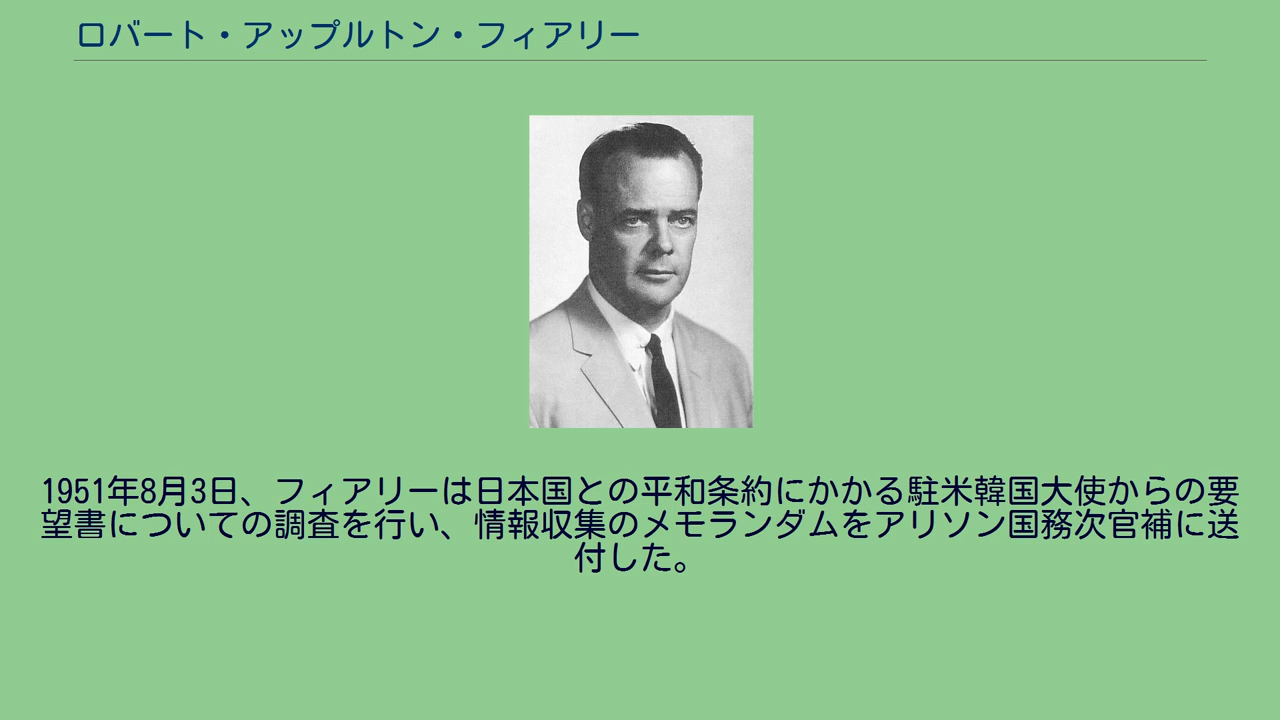 ロバート・アップルトン・フィアリー
1951年8月3日、フィアリーは日本国との平和条約にかかる駐米韓国大使からの要
望書についての調査を行い、情報収集のメモランダムをアリソン国務次官補に送
付した。